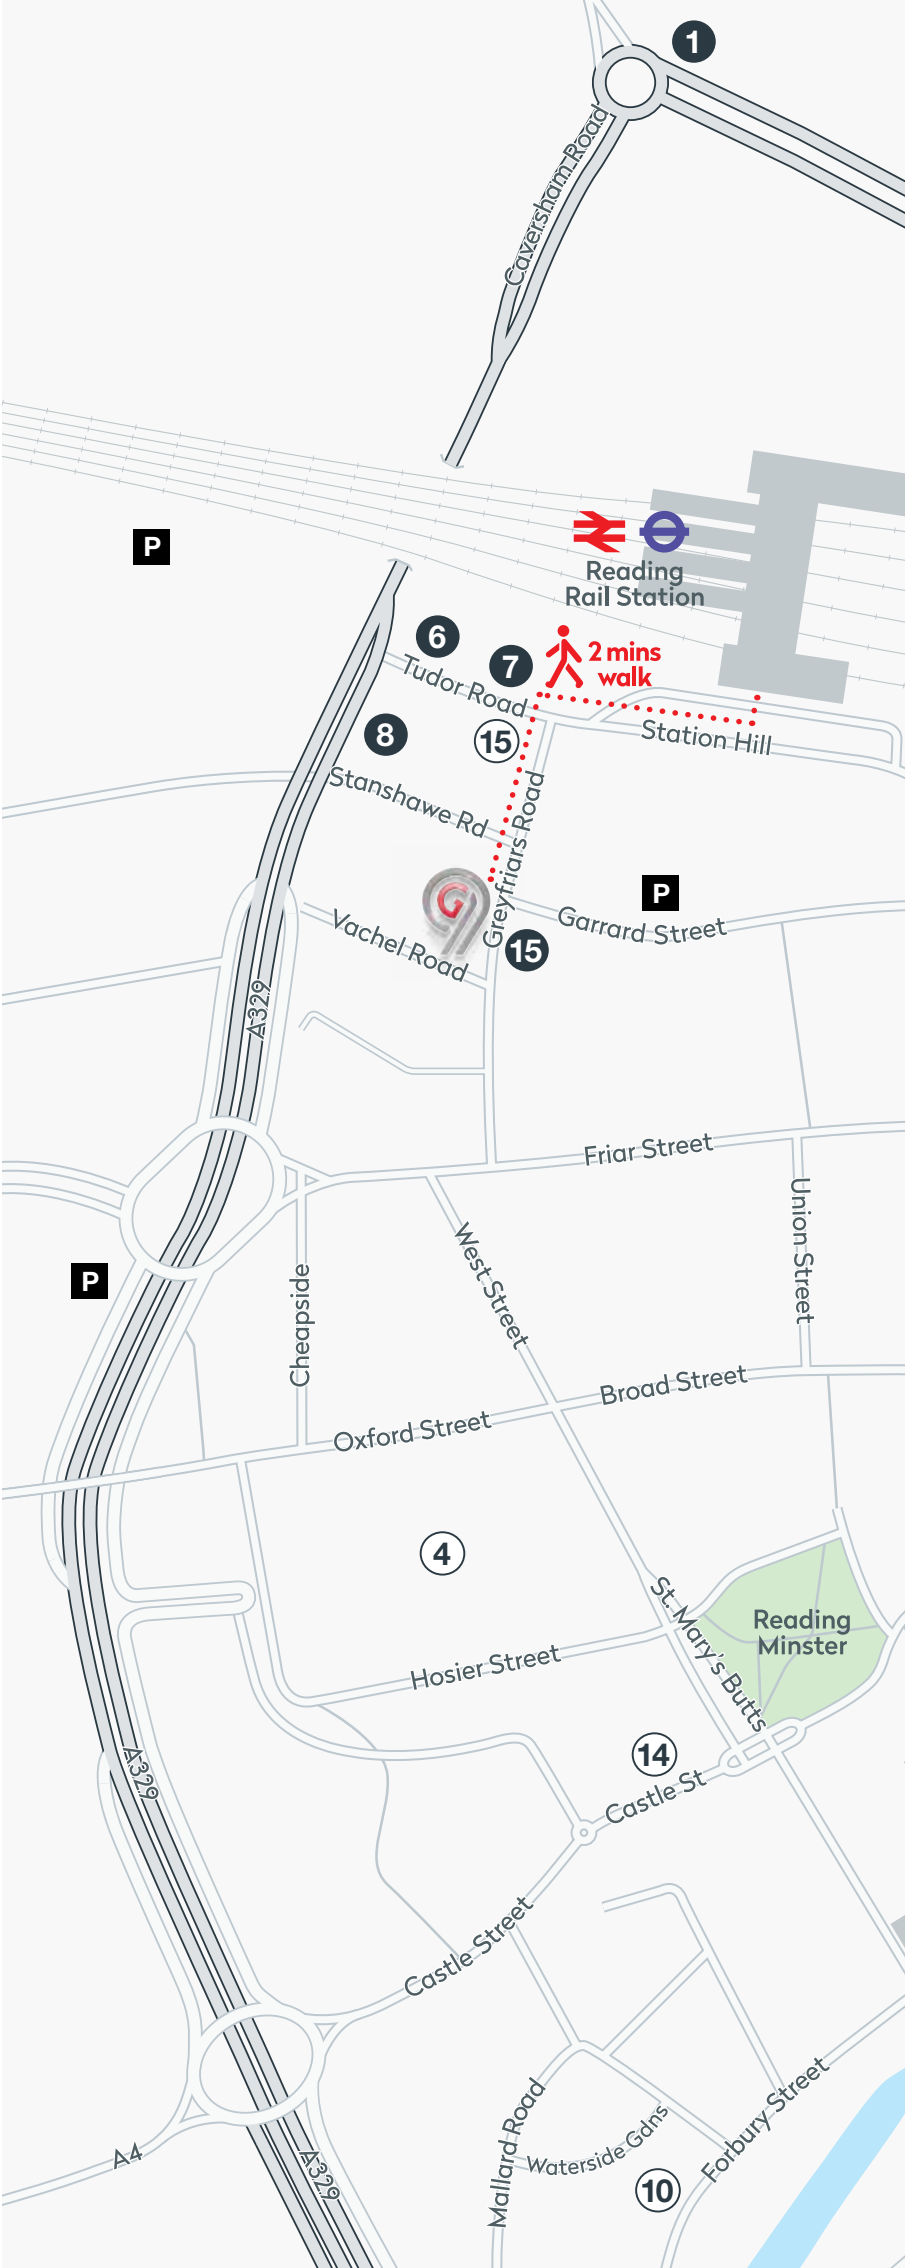 1
Caversham Road
P
Reading
Rail Station
6
7
2 mins
walk
Tudor Road
8
15
Station Hill
Stanshawe Rd
Greyfriars Road
P
G9
Garrard Street
Vachel Road
15
A329
Friar Street
Union Street
West Street
P
Cheapside
Broad Street
Oxford Street
4
St. Mary's Butts
Reading
Minster
Hosier Street
14
A329
Castle St
Castle Street
Forbury Street
Mallard Road
Waterside Gdns
A4
A329
10